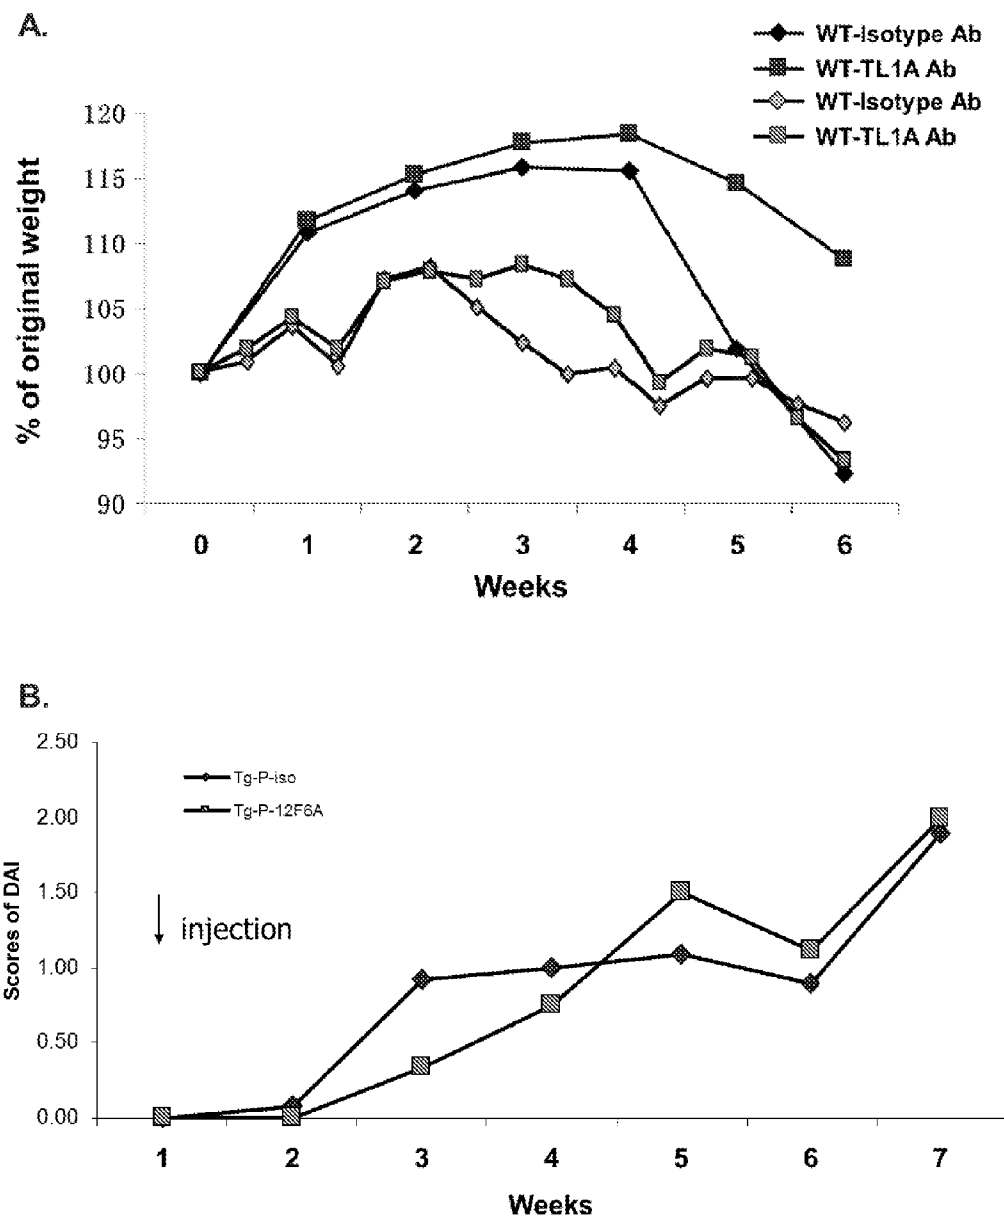 A.
WT-Isotype Ab
WT-TL1A Ab
WT-Isotype Ab
WT-TL1A Ab
120
115
110
105
100
95
90
% of original weight
0 1 2 3 4 5 6
Weeks
B.
2.50
2.00
1.50
1.00
0.50
0.00
Scores of DAI
Tg-P-iso
Tg-P-12F6A
injection
1 2 3 4 5 6 7
Weeks